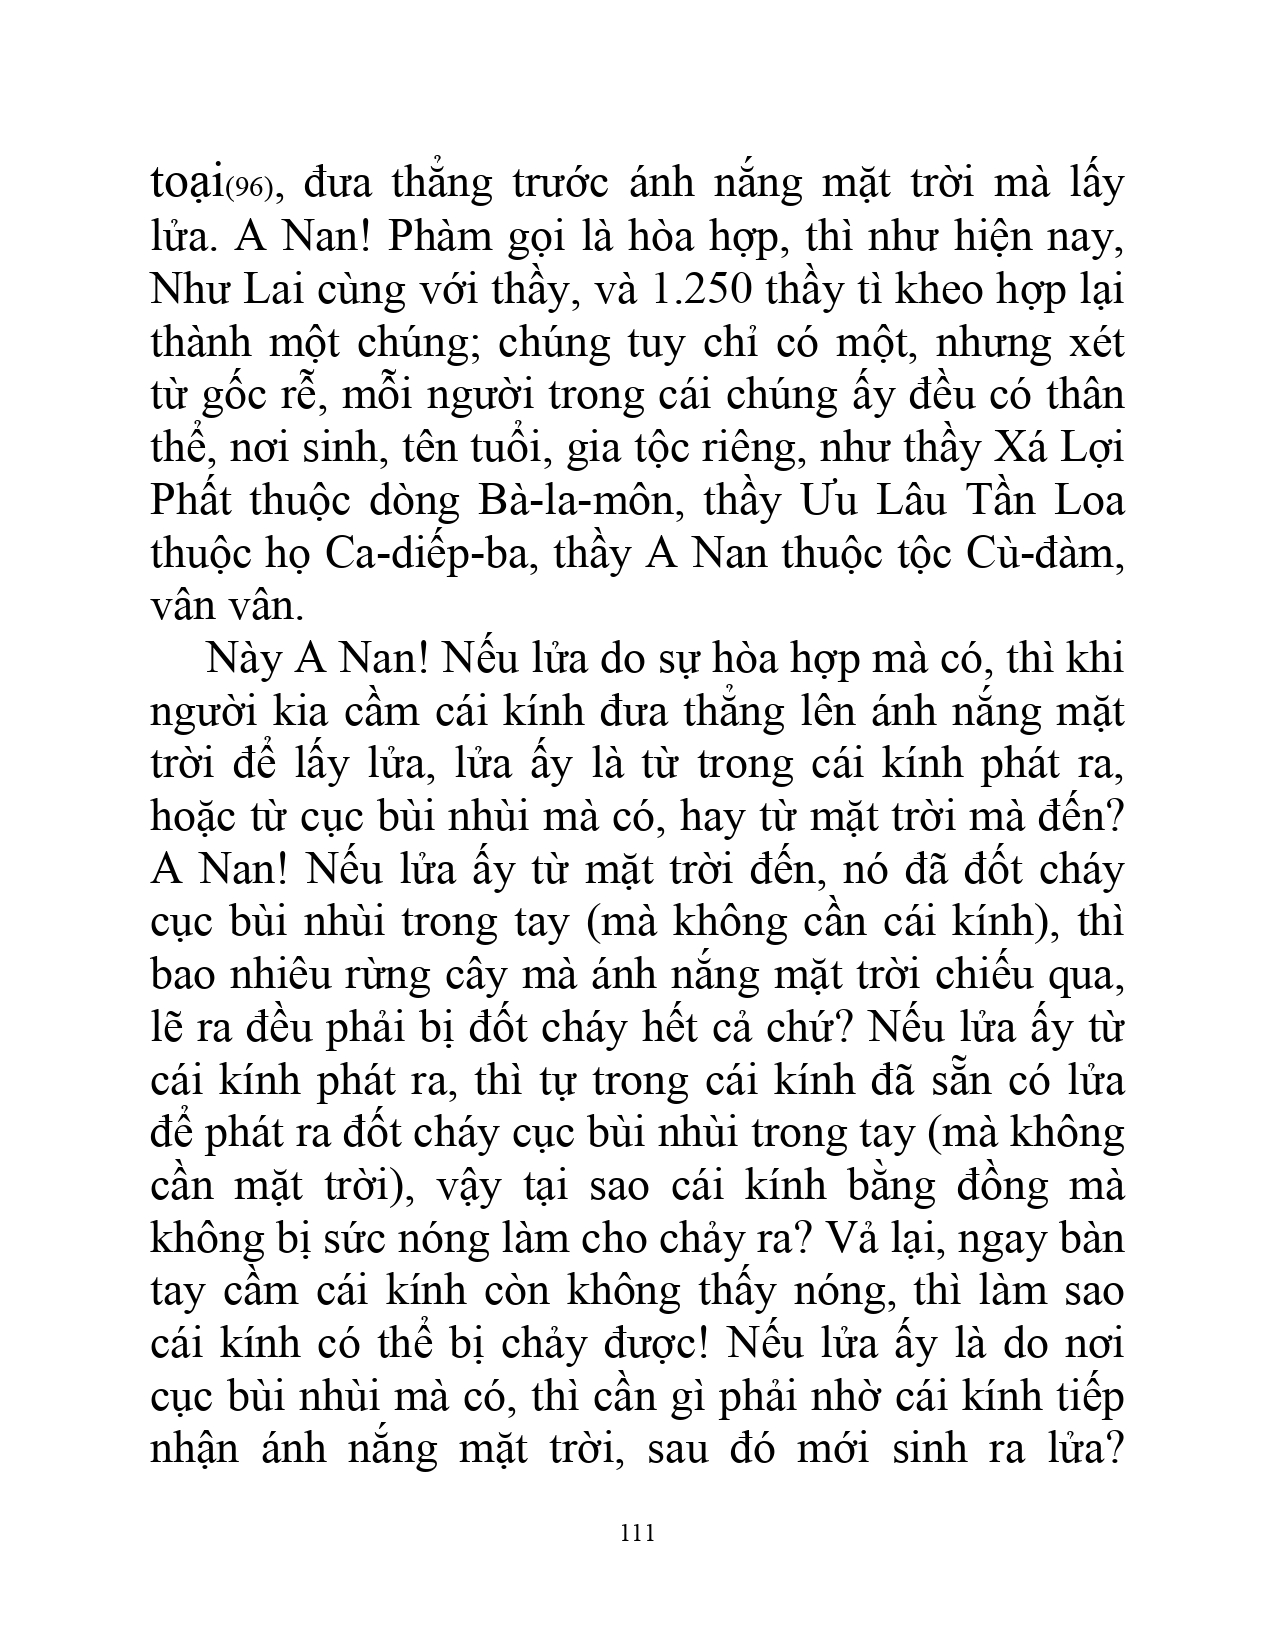 toại(96), đưa thẳng trước ánh nắng mặt trời mà lấy
lửa. A Nan! Phàm gọi là hòa hợp, thì như hiện nay,
Như Lai cùng với thầy, và 1.250 thầy tì kheo hợp lại
thành một chúng; chúng tuy chỉ có một, nhưng xét
từ gốc rễ, mỗi người trong cái chúng ấy đều có thân
thể, nơi sinh, tên tuổi, gia tộc riêng, như thầy Xá Lợi
Phất thuộc dòng Bà-la-môn, thầy Ưu Lâu Tần Loa
thuộc họ Ca-diếp-ba, thầy A Nan thuộc tộc Cù-đàm,
vân vân.
Này A Nan! Nếu lửa do sự hòa hợp mà có, thì khi
người kia cầm cái kính đưa thẳng lên ánh nắng mặt
trời để lấy lửa, lửa ấy là từ trong cái kính phát ra,
hoặc từ cục bùi nhùi mà có, hay từ mặt trời mà đến?
A Nan! Nếu lửa ấy từ mặt trời đến, nó đã đốt cháy
cục bùi nhùi trong tay (mà không cần cái kính), thì
bao nhiêu rừng cây mà ánh nắng mặt trời chiếu qua,
lẽ ra đều phải bị đốt cháy hết cả chứ? Nếu lửa ấy từ
cái kính phát ra, thì tự trong cái kính đã sẵn có lửa
để phát ra đốt cháy cục bùi nhùi trong tay (mà không
cần mặt trời), vậy tại sao cái kính bằng đồng mà
không bị sức nóng làm cho chảy ra? Vả lại, ngay bàn
tay cầm cái kính còn không thấy nóng, thì làm sao
cái kính có thể bị chảy được! Nếu lửa ấy là do nơi
cục bùi nhùi mà có, thì cần gì phải nhờ cái kính tiếp
nhận ánh nắng mặt trời, sau đó mới sinh ra lửa?
111